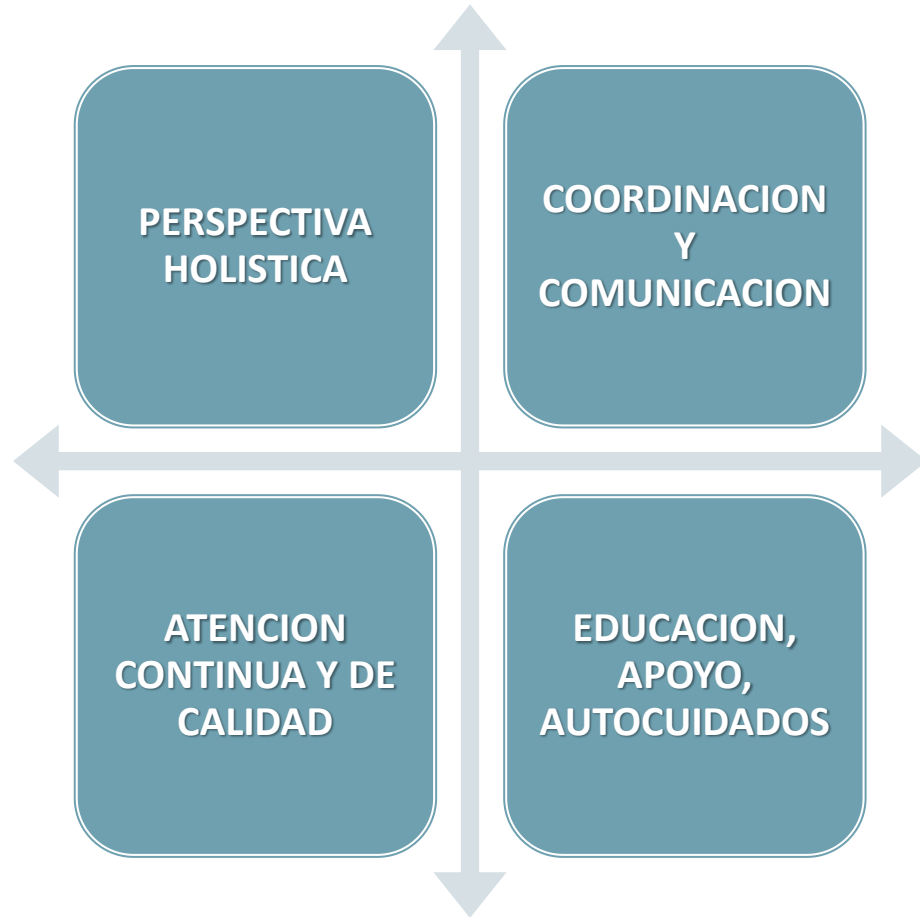 PERSPECTIVA
HOLISTICA
COORDINACION
Y
COMUNICACION
ATENCION
CONTINUA Y DE
CALIDAD
EDUCACION,
APOYO,
AUTOCUIDADOS